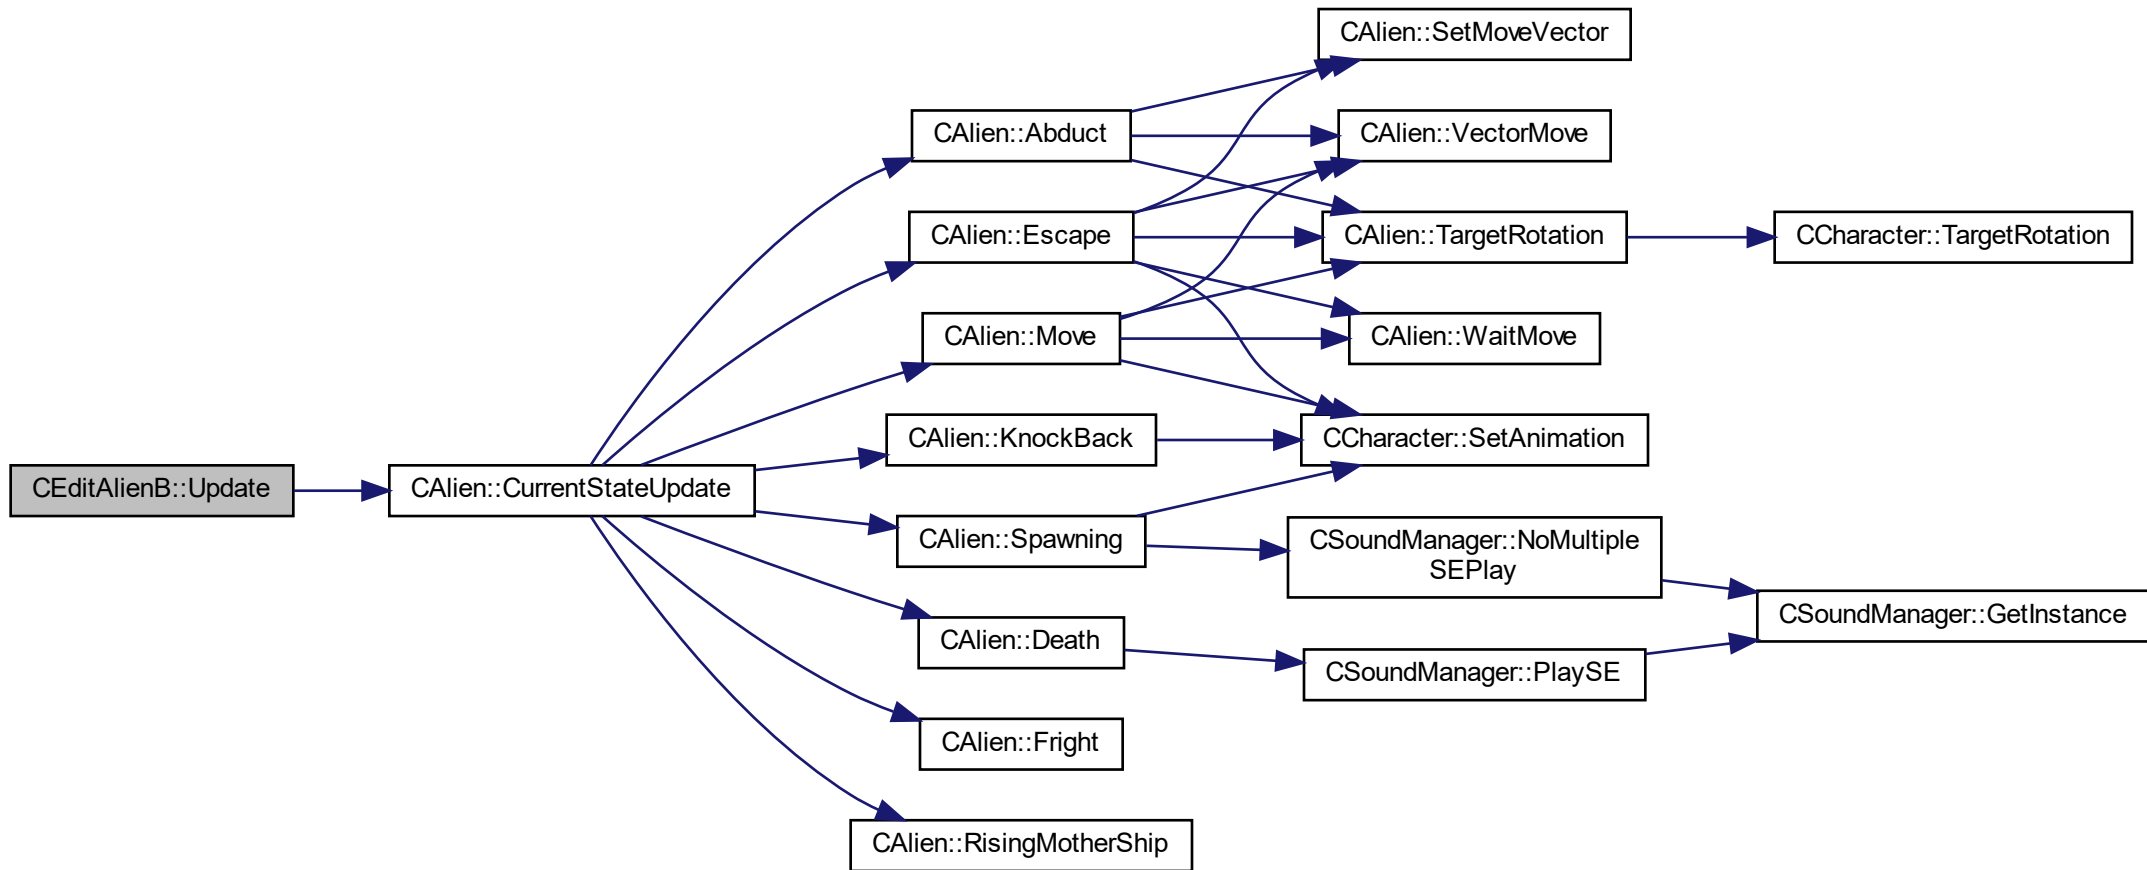 CEditAlienB::Update
CAlien::CurrentStateUpdate
CAlien::Abduct
CAlien::Escape
CAlien::Move
CAlien::KnockBack
CAlien::Spawning
CAlien::Death
CAlien::Fright
CAlien::RisingMotherShip
CAlien::SetMoveVector
CAlien::VectorMove
CAlien::TargetRotation
CAlien::WaitMove
CCharacter::SetAnimation
CSoundManager::NoMultiple
SEPlay
CSoundManager::PlaySE
CCharacter::TargetRotation
CSoundManager::GetInstance